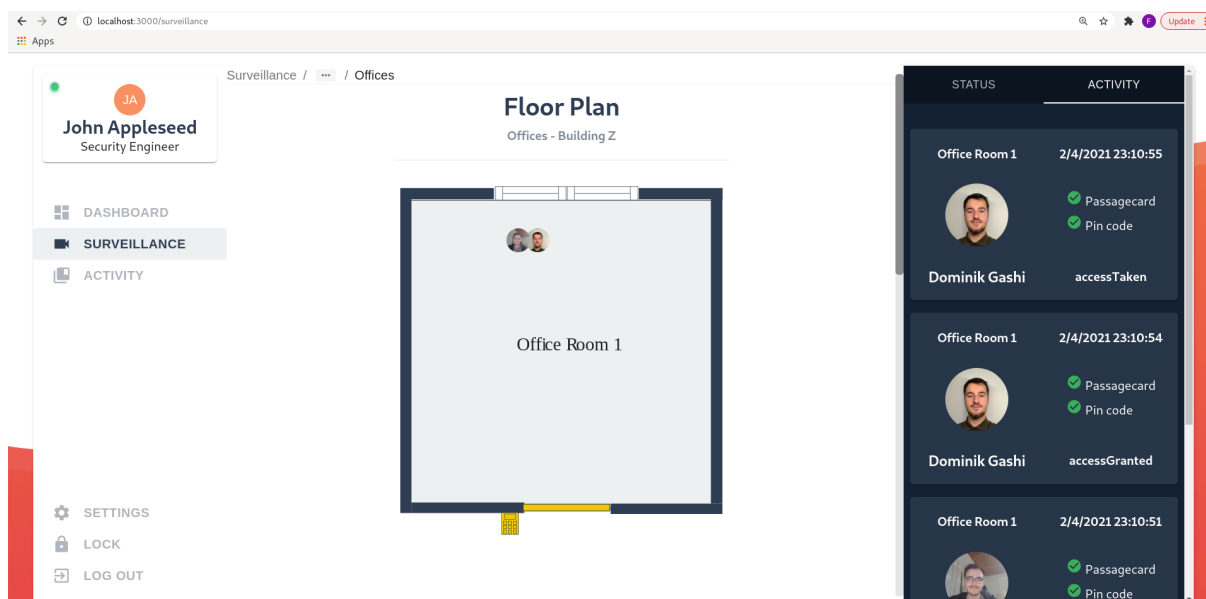 localhost:3000/surveillance
F
Update
Apps
JA
John Appleseed
Security Engineer
DASHBOARD
SURVEILLANCE
ACTIVITY
SETTINGS
LOCK
LOG OUT
Surveillance / ... / Offices
Floor Plan
Offices - Building Z
Office Room 1
STATUS
ACTIVITY
Office Room 1 2/4/2021 23:10:55
Passagecard
Pin code
Dominik Gashi accessTaken
Office Room 1 2/4/2021 23:10:54
Passagecard
Pin code
Dominik Gashi accessGranted
Office Room 1 2/4/2021 23:10:51
Passagecard
Pin code